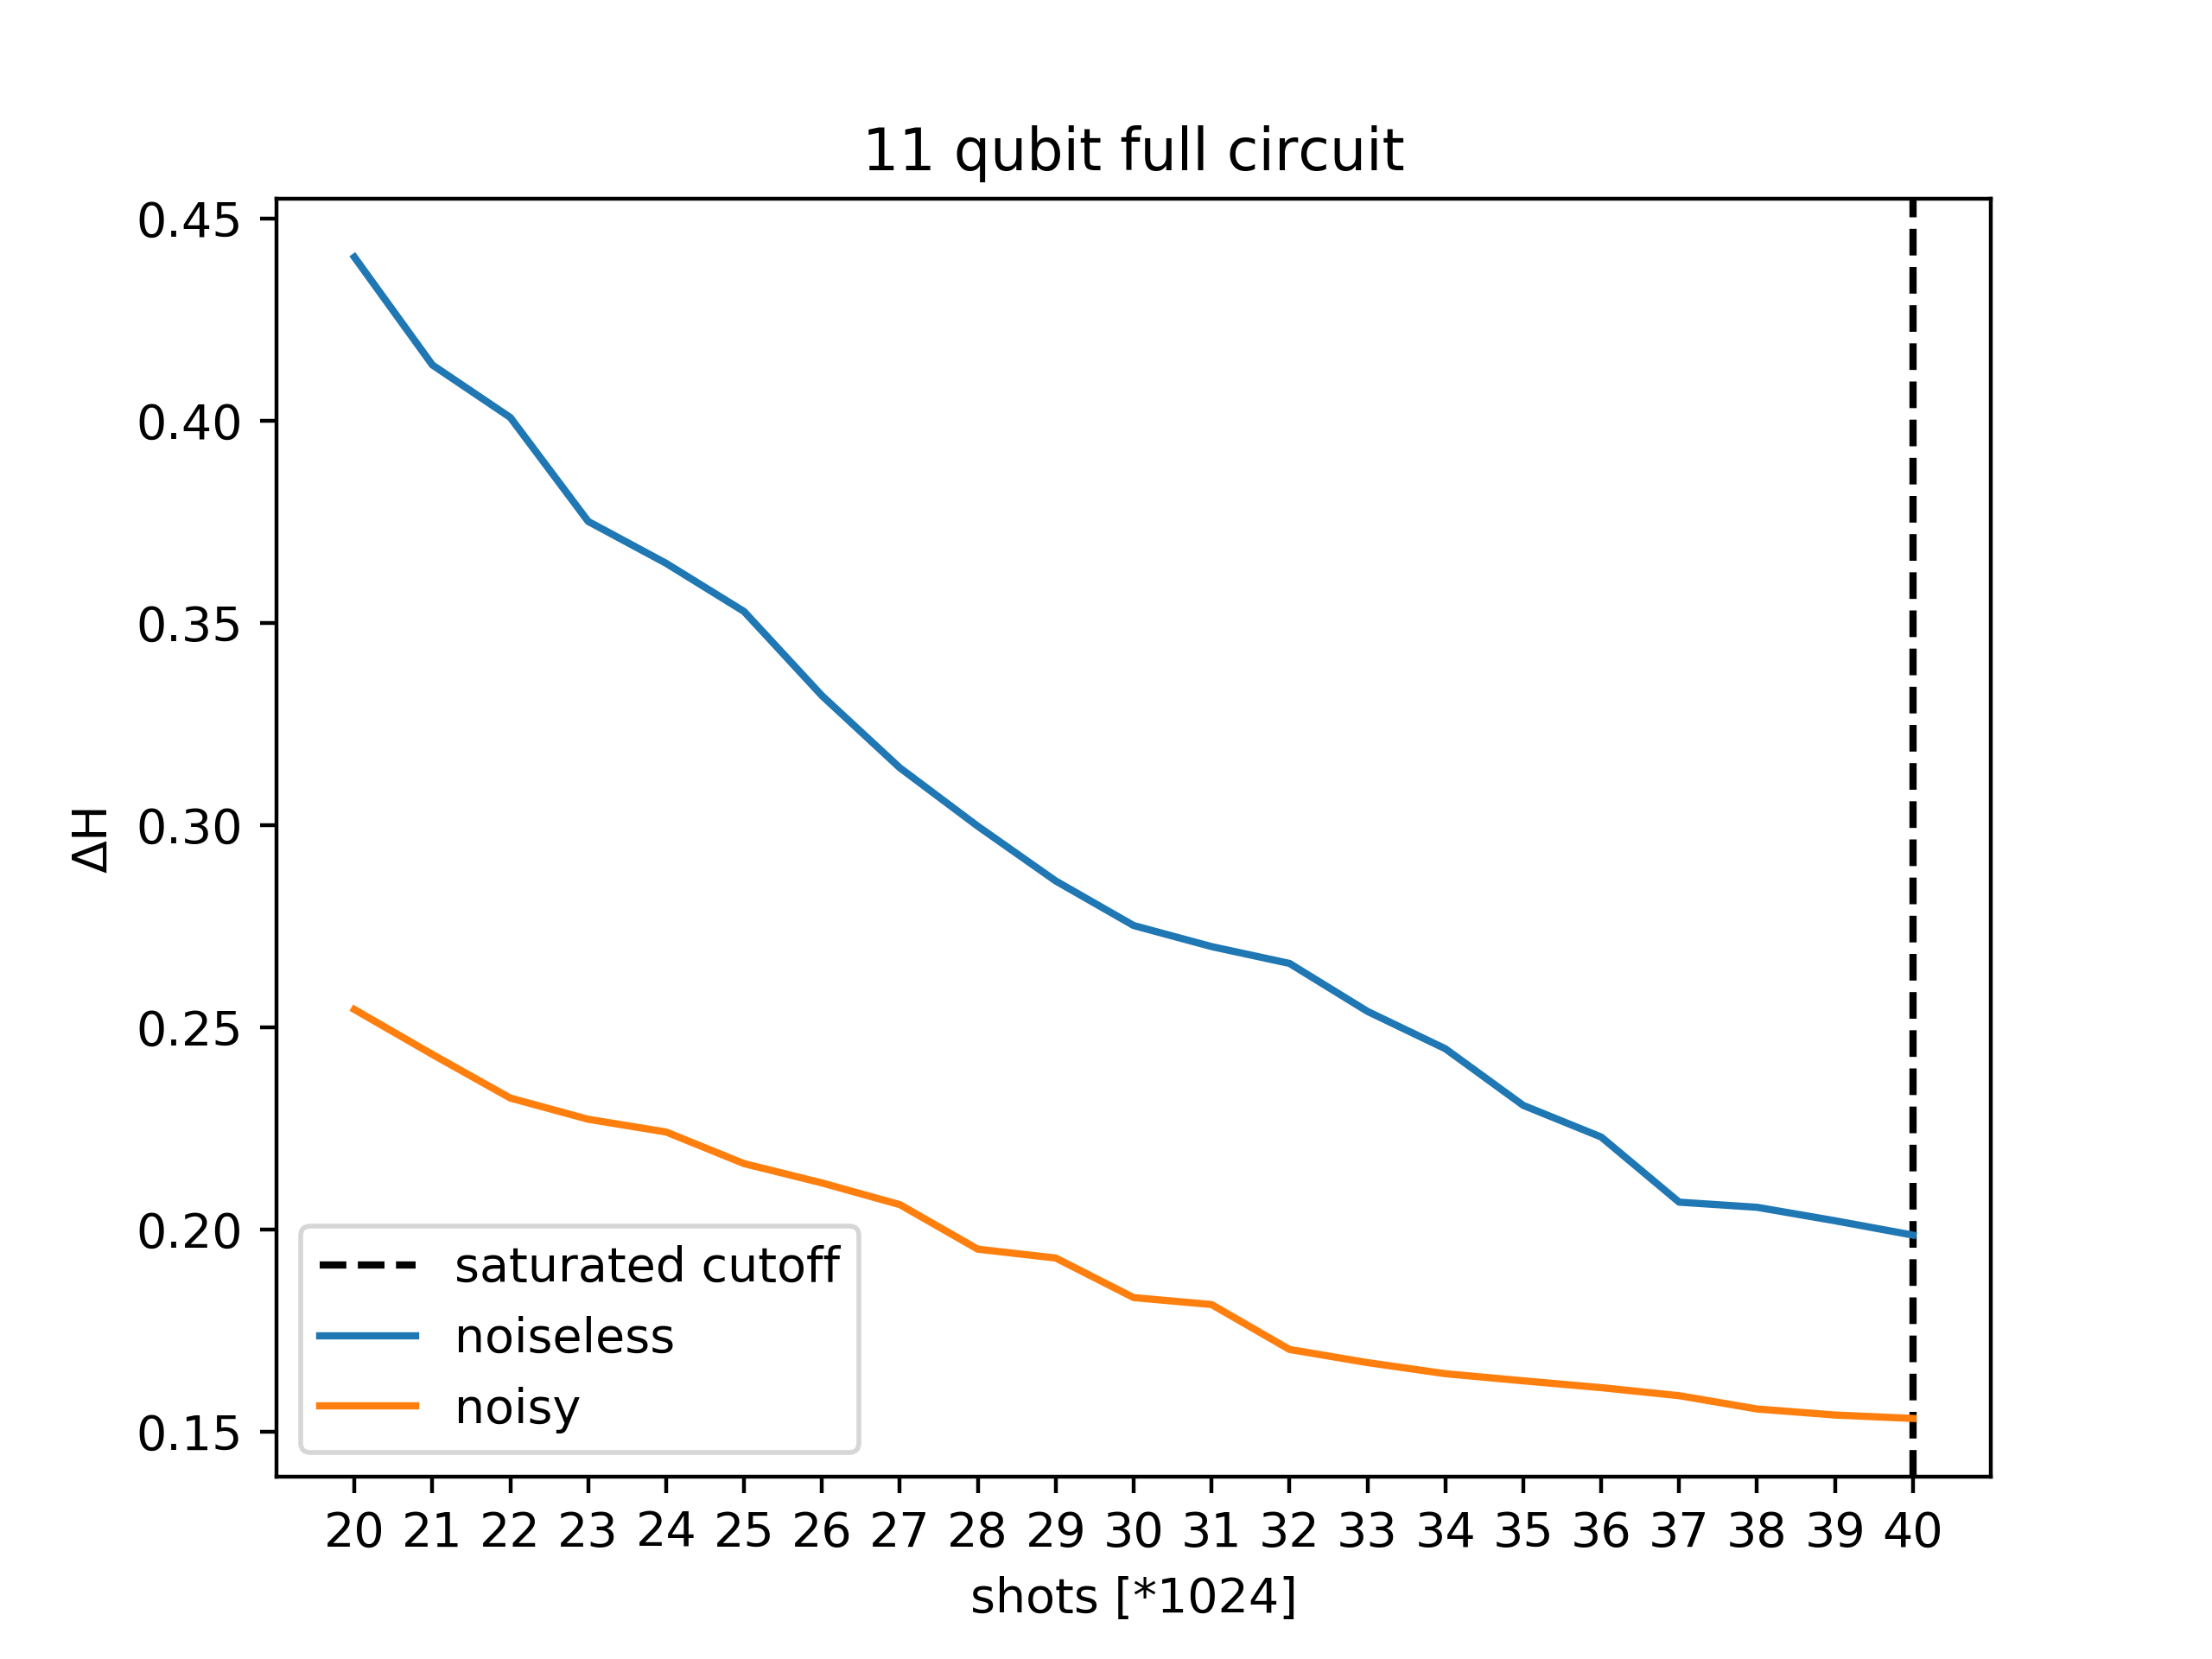 11 qubit full circuit
0.45
0.40
0.35
0.30
0.25
0.20
0.15
ΔH
saturated cutoff
noiseless
noisy
20 21 22 23 24 25 26 27 28 29 30 31 32 33 34 35 36 37 38 39 40
shots [*1024]